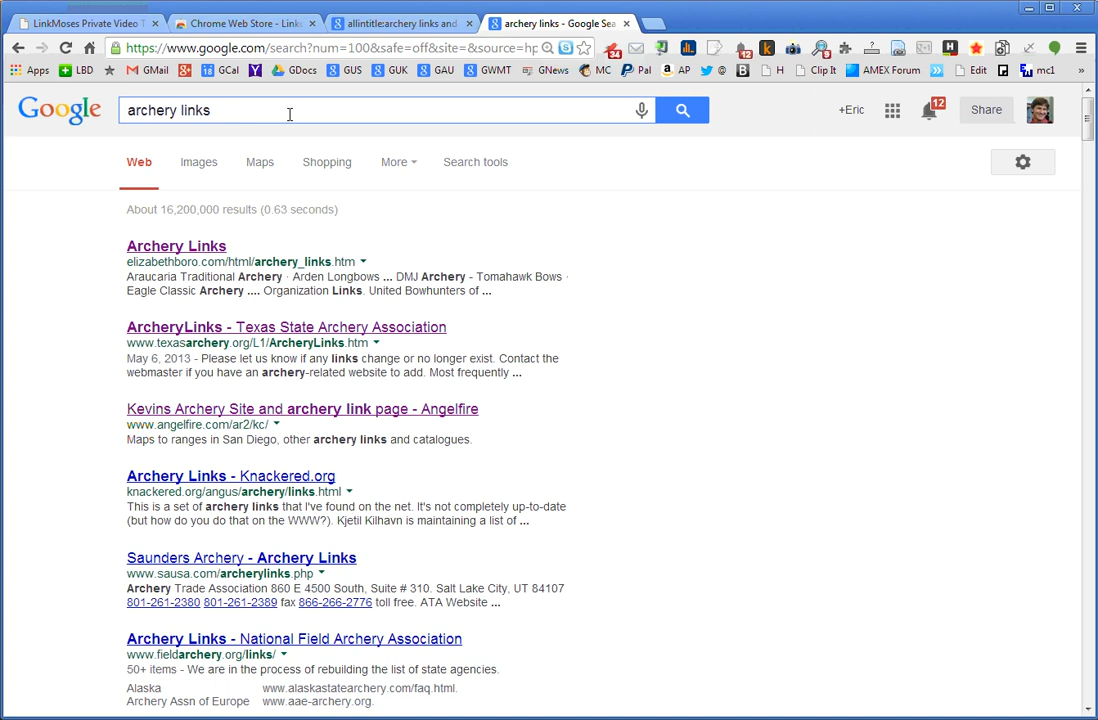 LinkMoses Private Video T
Chrome Web Store - Link
allintitle:archery links and
archery links - Google Sea
https://www.google.com/search?num=100&safe=off&site=&source=hp
Apps LBD GMail GCal GDocs GUS GUK GAU GWMT GNews MC Pal AP @ H Clip It AMEX Forum Edit mc1 »
Google
archery links
+Eric
12
Share
Web Images Maps Shopping More Search tools
About 16,200,000 results (0.63 seconds)
Archery Links
elizabethboro.com/html/archery_links.htm
Araucaria Traditional Archery · Arden Longbows ... DMJ Archery - Tomahawk Bows ·
Eagle Classic Archery .... Organization Links. United Bowhunters of ...
ArcheryLinks - Texas State Archery Association
www.texasarchery.org/L1/ArcheryLinks.htm
May 6, 2013 - Please let us know if any links change or no longer exist. Contact the
webmaster if you have an archery-related website to add. Most frequently ...
Kevins Archery Site and archery link page - Angelfire
www.angelfire.com/ar2/kc/
Maps to ranges in San Diego, other archery links and catalogues.
Archery Links - Knackered.org
knackered.org/angus/archery/links.html
This is a set of archery links that I've found on the net. It's not completely up-to-date
(but how do you do that on the WWW?). Kjetil Kilhavn is maintaining a list of ...
Saunders Archery - Archery Links
www.sausa.com/archerylinks.php
Archery Trade Association 860 E 4500 South, Suite # 310. Salt Lake City, UT 84107
801-261-2380 801-261-2389 fax 866-266-2776 toll free. ATA Website ...
Archery Links - National Field Archery Association
www.fieldarchery.org/links/
50+ items - We are in the process of rebuilding the list of state agencies.
Alaska www.alaskastatearchery.com/faq.html.
Archery Assn of Europe www.aae-archery.org.